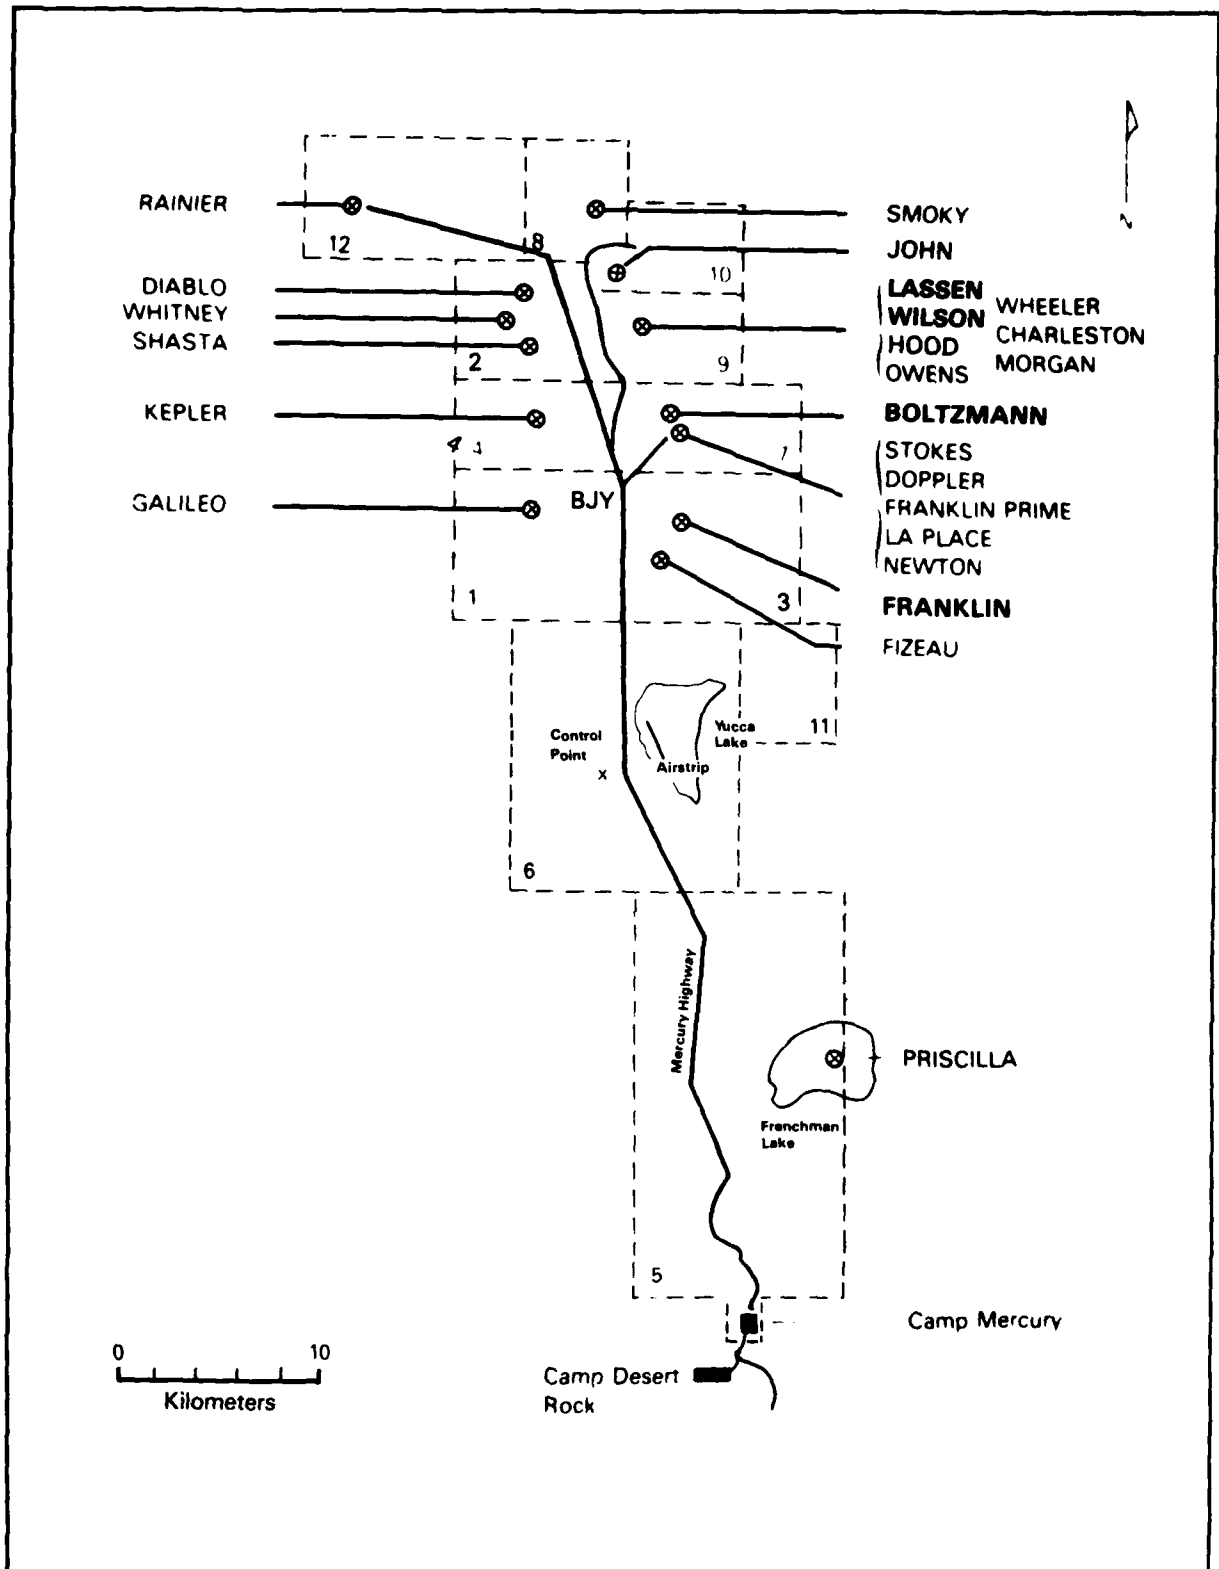 RAINIER
12
8
SMOKY
JOHN
10
DIABLO
WHITNEY
SHASTA
2
9
LASSEN
WILSON
HOOD
OWENS
WHEELER
CHARLESTON
MORGAN
KEPLER
4
BOLTZMANN
7
STOKES
DOPPLER
FRANKLIN PRIME
LA PLACE
NEWTON
GALILEO
BJY
1
3
FRANKLIN
FIZEAU
11
Control
Point
x
Yucca
Lake
Airstrip
6
Mercury Highway
PRISCILLA
Frenchman
Lake
5
Camp Mercury
Camp Desert
Rock
0 10
Kilometers
N